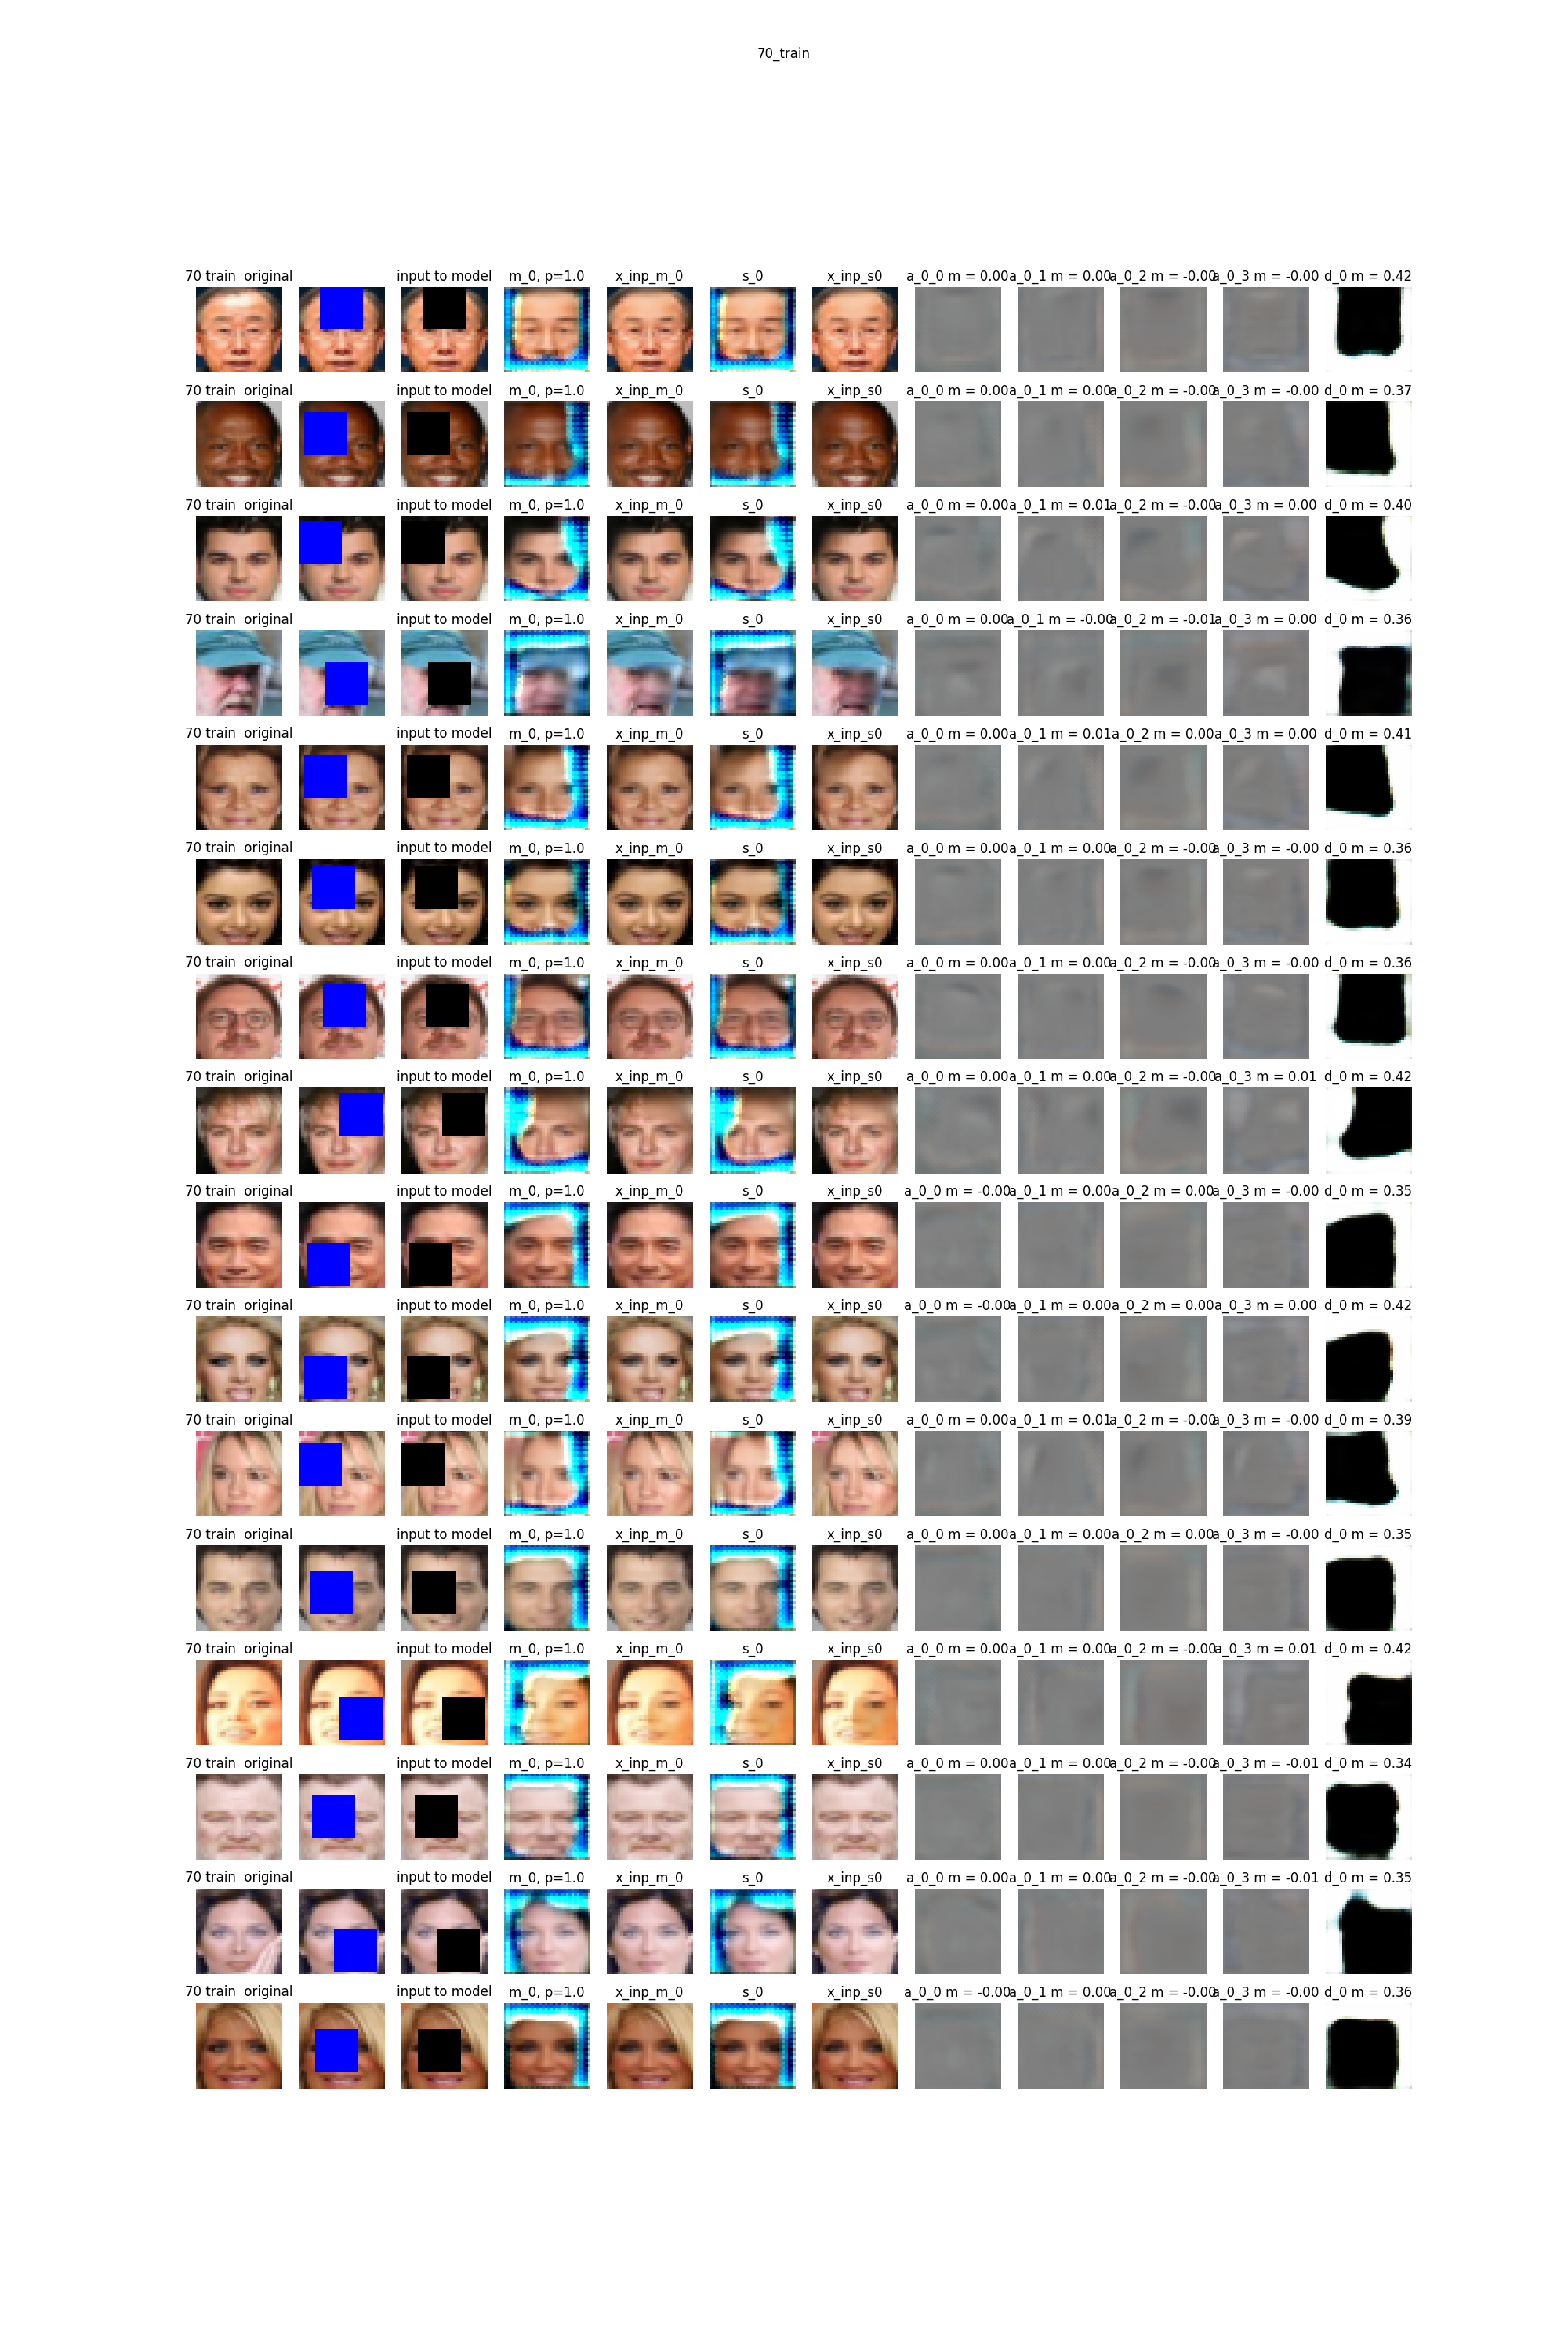 70_train
70 train  original input to model m_0, p=1.0 x_inp_m_0 s_0 x_inp_s0 a_0_0 m = 0.00 a_0_1 m = 0.00 a_0_2 m = -0.00 a_0_3 m = -0.00 d_0 m = 0.42
70 train  original input to model m_0, p=1.0 x_inp_m_0 s_0 x_inp_s0 a_0_0 m = 0.00 a_0_1 m = 0.00 a_0_2 m = -0.00 a_0_3 m = -0.00 d_0 m = 0.37
70 train  original input to model m_0, p=1.0 x_inp_m_0 s_0 x_inp_s0 a_0_0 m = 0.00 a_0_1 m = 0.01 a_0_2 m = -0.00 a_0_3 m = 0.00 d_0 m = 0.40
70 train  original input to model m_0, p=1.0 x_inp_m_0 s_0 x_inp_s0 a_0_0 m = 0.00 a_0_1 m = -0.00 a_0_2 m = -0.01 a_0_3 m = 0.00 d_0 m = 0.36
70 train  original input to model m_0, p=1.0 x_inp_m_0 s_0 x_inp_s0 a_0_0 m = 0.00 a_0_1 m = 0.01 a_0_2 m = 0.00 a_0_3 m = 0.00 d_0 m = 0.41
70 train  original input to model m_0, p=1.0 x_inp_m_0 s_0 x_inp_s0 a_0_0 m = 0.00 a_0_1 m = 0.00 a_0_2 m = -0.00 a_0_3 m = -0.00 d_0 m = 0.36
70 train  original input to model m_0, p=1.0 x_inp_m_0 s_0 x_inp_s0 a_0_0 m = 0.00 a_0_1 m = 0.00 a_0_2 m = -0.00 a_0_3 m = -0.00 d_0 m = 0.36
70 train  original input to model m_0, p=1.0 x_inp_m_0 s_0 x_inp_s0 a_0_0 m = 0.00 a_0_1 m = 0.00 a_0_2 m = -0.00 a_0_3 m = 0.01 d_0 m = 0.42
70 train  original input to model m_0, p=1.0 x_inp_m_0 s_0 x_inp_s0 a_0_0 m = -0.00 a_0_1 m = 0.00 a_0_2 m = 0.00 a_0_3 m = -0.00 d_0 m = 0.35
70 train  original input to model m_0, p=1.0 x_inp_m_0 s_0 x_inp_s0 a_0_0 m = -0.00 a_0_1 m = 0.00 a_0_2 m = 0.00 a_0_3 m = 0.00 d_0 m = 0.42
70 train  original input to model m_0, p=1.0 x_inp_m_0 s_0 x_inp_s0 a_0_0 m = 0.00 a_0_1 m = 0.01 a_0_2 m = -0.00 a_0_3 m = -0.00 d_0 m = 0.39
70 train  original input to model m_0, p=1.0 x_inp_m_0 s_0 x_inp_s0 a_0_0 m = 0.00 a_0_1 m = 0.00 a_0_2 m = 0.00 a_0_3 m = -0.00 d_0 m = 0.35
70 train  original input to model m_0, p=1.0 x_inp_m_0 s_0 x_inp_s0 a_0_0 m = 0.00 a_0_1 m = 0.00 a_0_2 m = -0.00 a_0_3 m = 0.01 d_0 m = 0.42
70 train  original input to model m_0, p=1.0 x_inp_m_0 s_0 x_inp_s0 a_0_0 m = 0.00 a_0_1 m = 0.00 a_0_2 m = -0.00 a_0_3 m = -0.01 d_0 m = 0.34
70 train  original input to model m_0, p=1.0 x_inp_m_0 s_0 x_inp_s0 a_0_0 m = 0.00 a_0_1 m = 0.00 a_0_2 m = -0.00 a_0_3 m = -0.01 d_0 m = 0.35
70 train  original input to model m_0, p=1.0 x_inp_m_0 s_0 x_inp_s0 a_0_0 m = -0.00 a_0_1 m = 0.00 a_0_2 m = -0.00 a_0_3 m = -0.00 d_0 m = 0.36